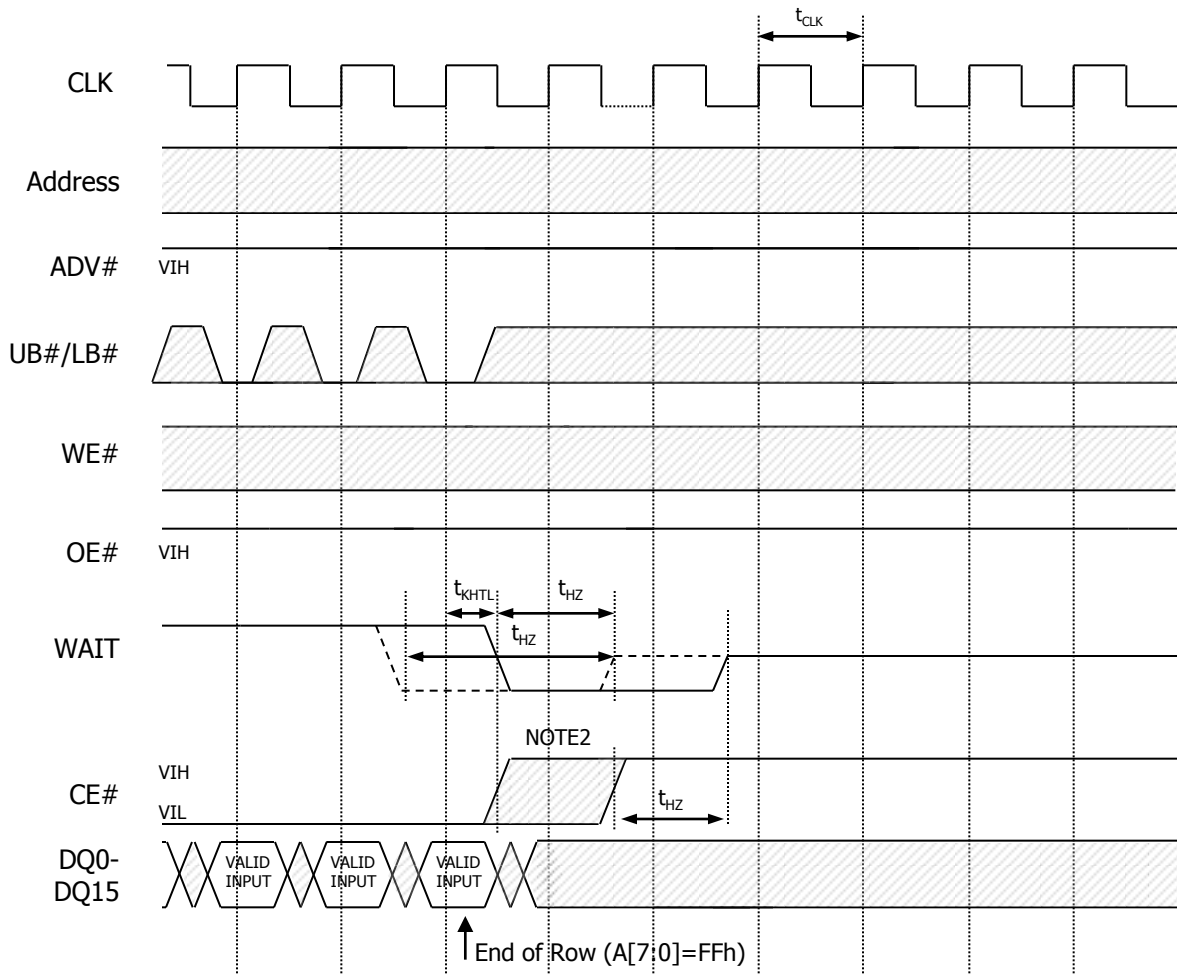 tCLK
CLK
Address
ADV#
VIH
UB#/LB#
WE#
OE#
VIH
tKHTL
tHZ
WAIT
tHZ
NOTE2
CE#
VIH
VIL
tHZ
DQ0-
DQ15
VALID
INPUT
VALID
INPUT
VALID
INPUT
End of Row (A[7:0]=FFh)